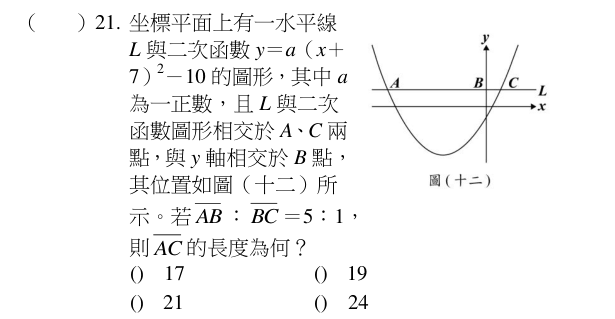 （　　）21. 坐標平面上有一水平線
L 與二次函數 y＝a（x＋
7）²－10 的圖形，其中 a
為一正數，且 L 與二次
函數圖形相交於 A、C 兩
點，與 y 軸相交於 B 點，
其位置如圖（十二）所
示。若 A̅B̅：B̅C̅＝5：1，
則 A̅C̅ 的長度為何？
()　17　　()　19
()　21　　()　24
y
A　B　C　L
x
圖(十二)